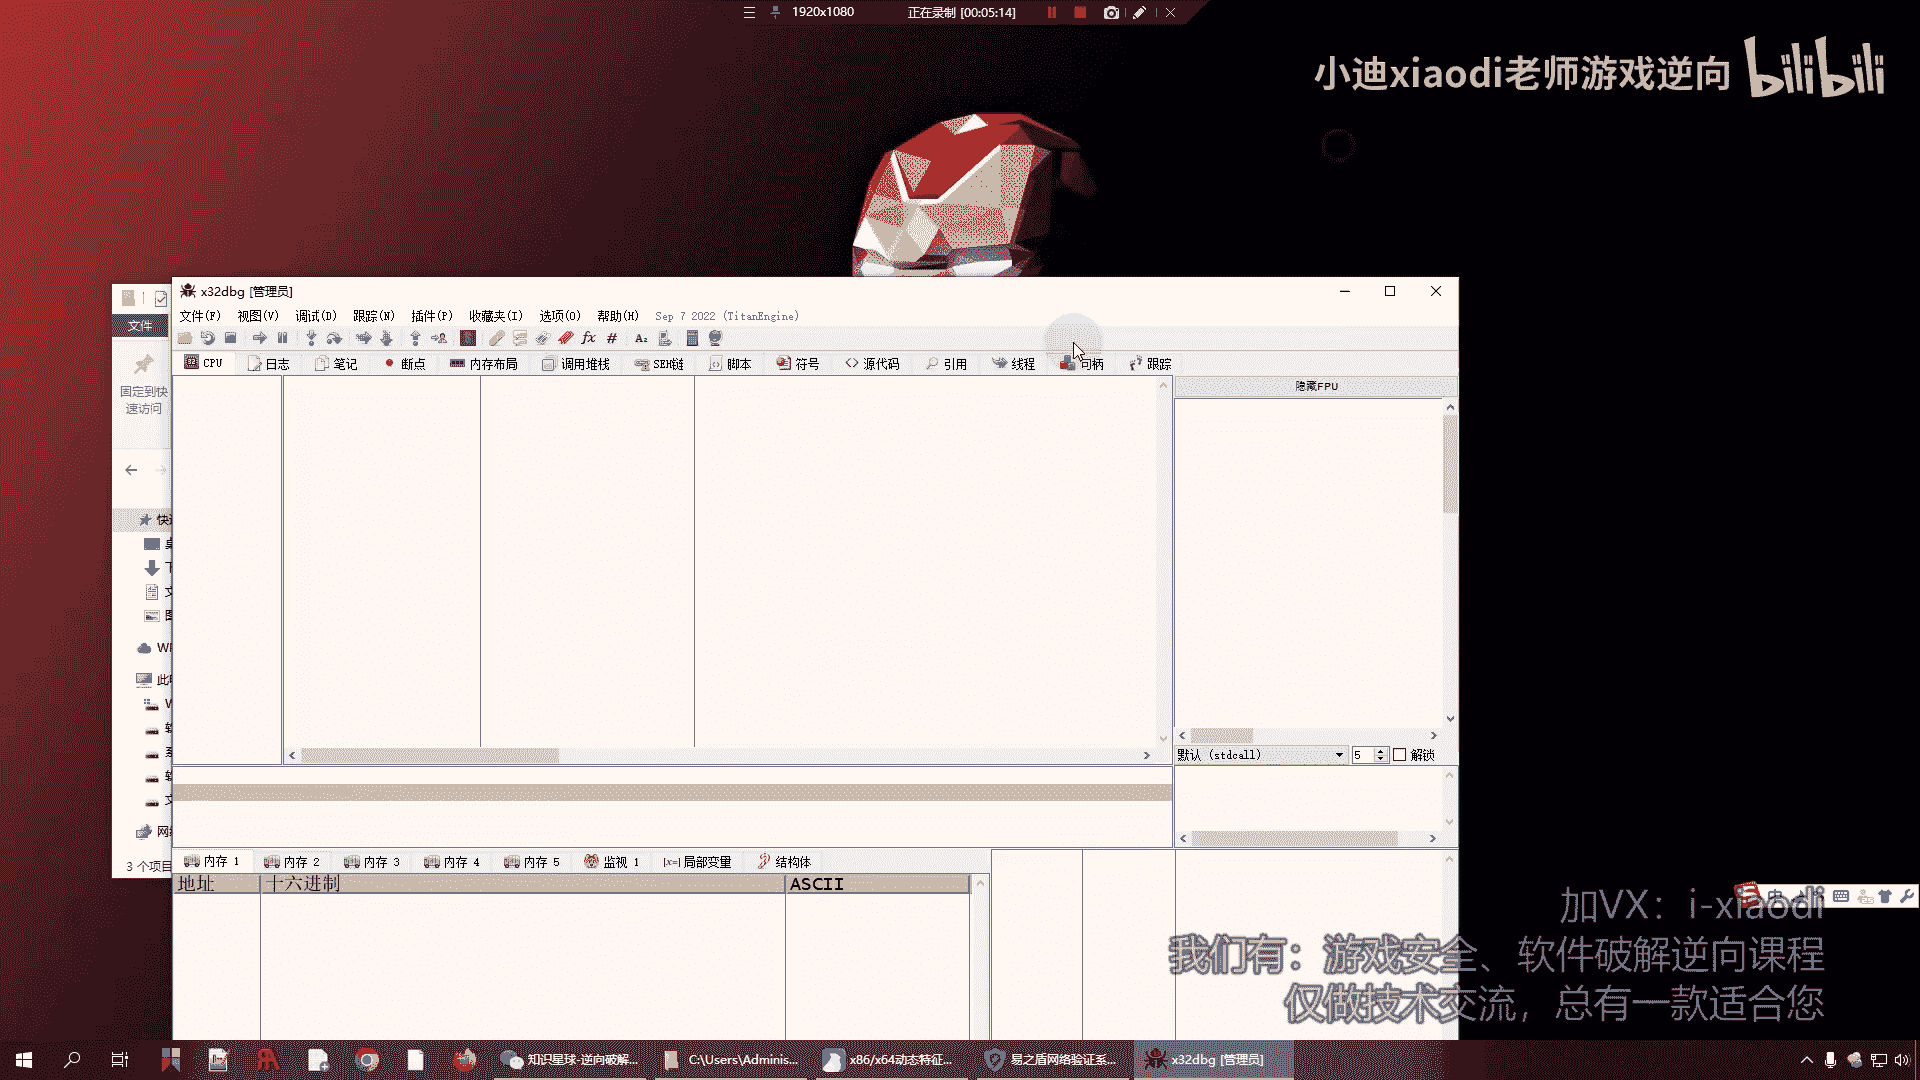 1920x1080
正在录制 [00:05:14]
小迪xiaodi老师游戏逆向 bilibili
x32dbg [管理员]
文件(F) 视图(V) 调试(D) 跟踪(N) 插件(P) 收藏夹(I) 选项(O) 帮助(H) Sep 7 2022 (TitanEngine)
CPU 日志 笔记 断点 内存布局 调用堆栈 SEH链 脚本 符号 源代码 引用 线程 句柄 跟踪
文件
隐藏FPU
固定到快
速访问
默认 (stdcall) 5 解锁
3 个项目
内存 1 内存 2 内存 3 内存 4 内存 5 监视 1 [x=] 局部变量 结构体
地址 十六进制 ASCII
加VX：i-xiaodi
我们有：游戏安全、软件破解逆向课程
仅做技术交流，总有一款适合您
知识星球-逆向破解... C:\Users\Adminis... x86/x64动态特征... 易之盾网络验证系... x32dbg [管理员]